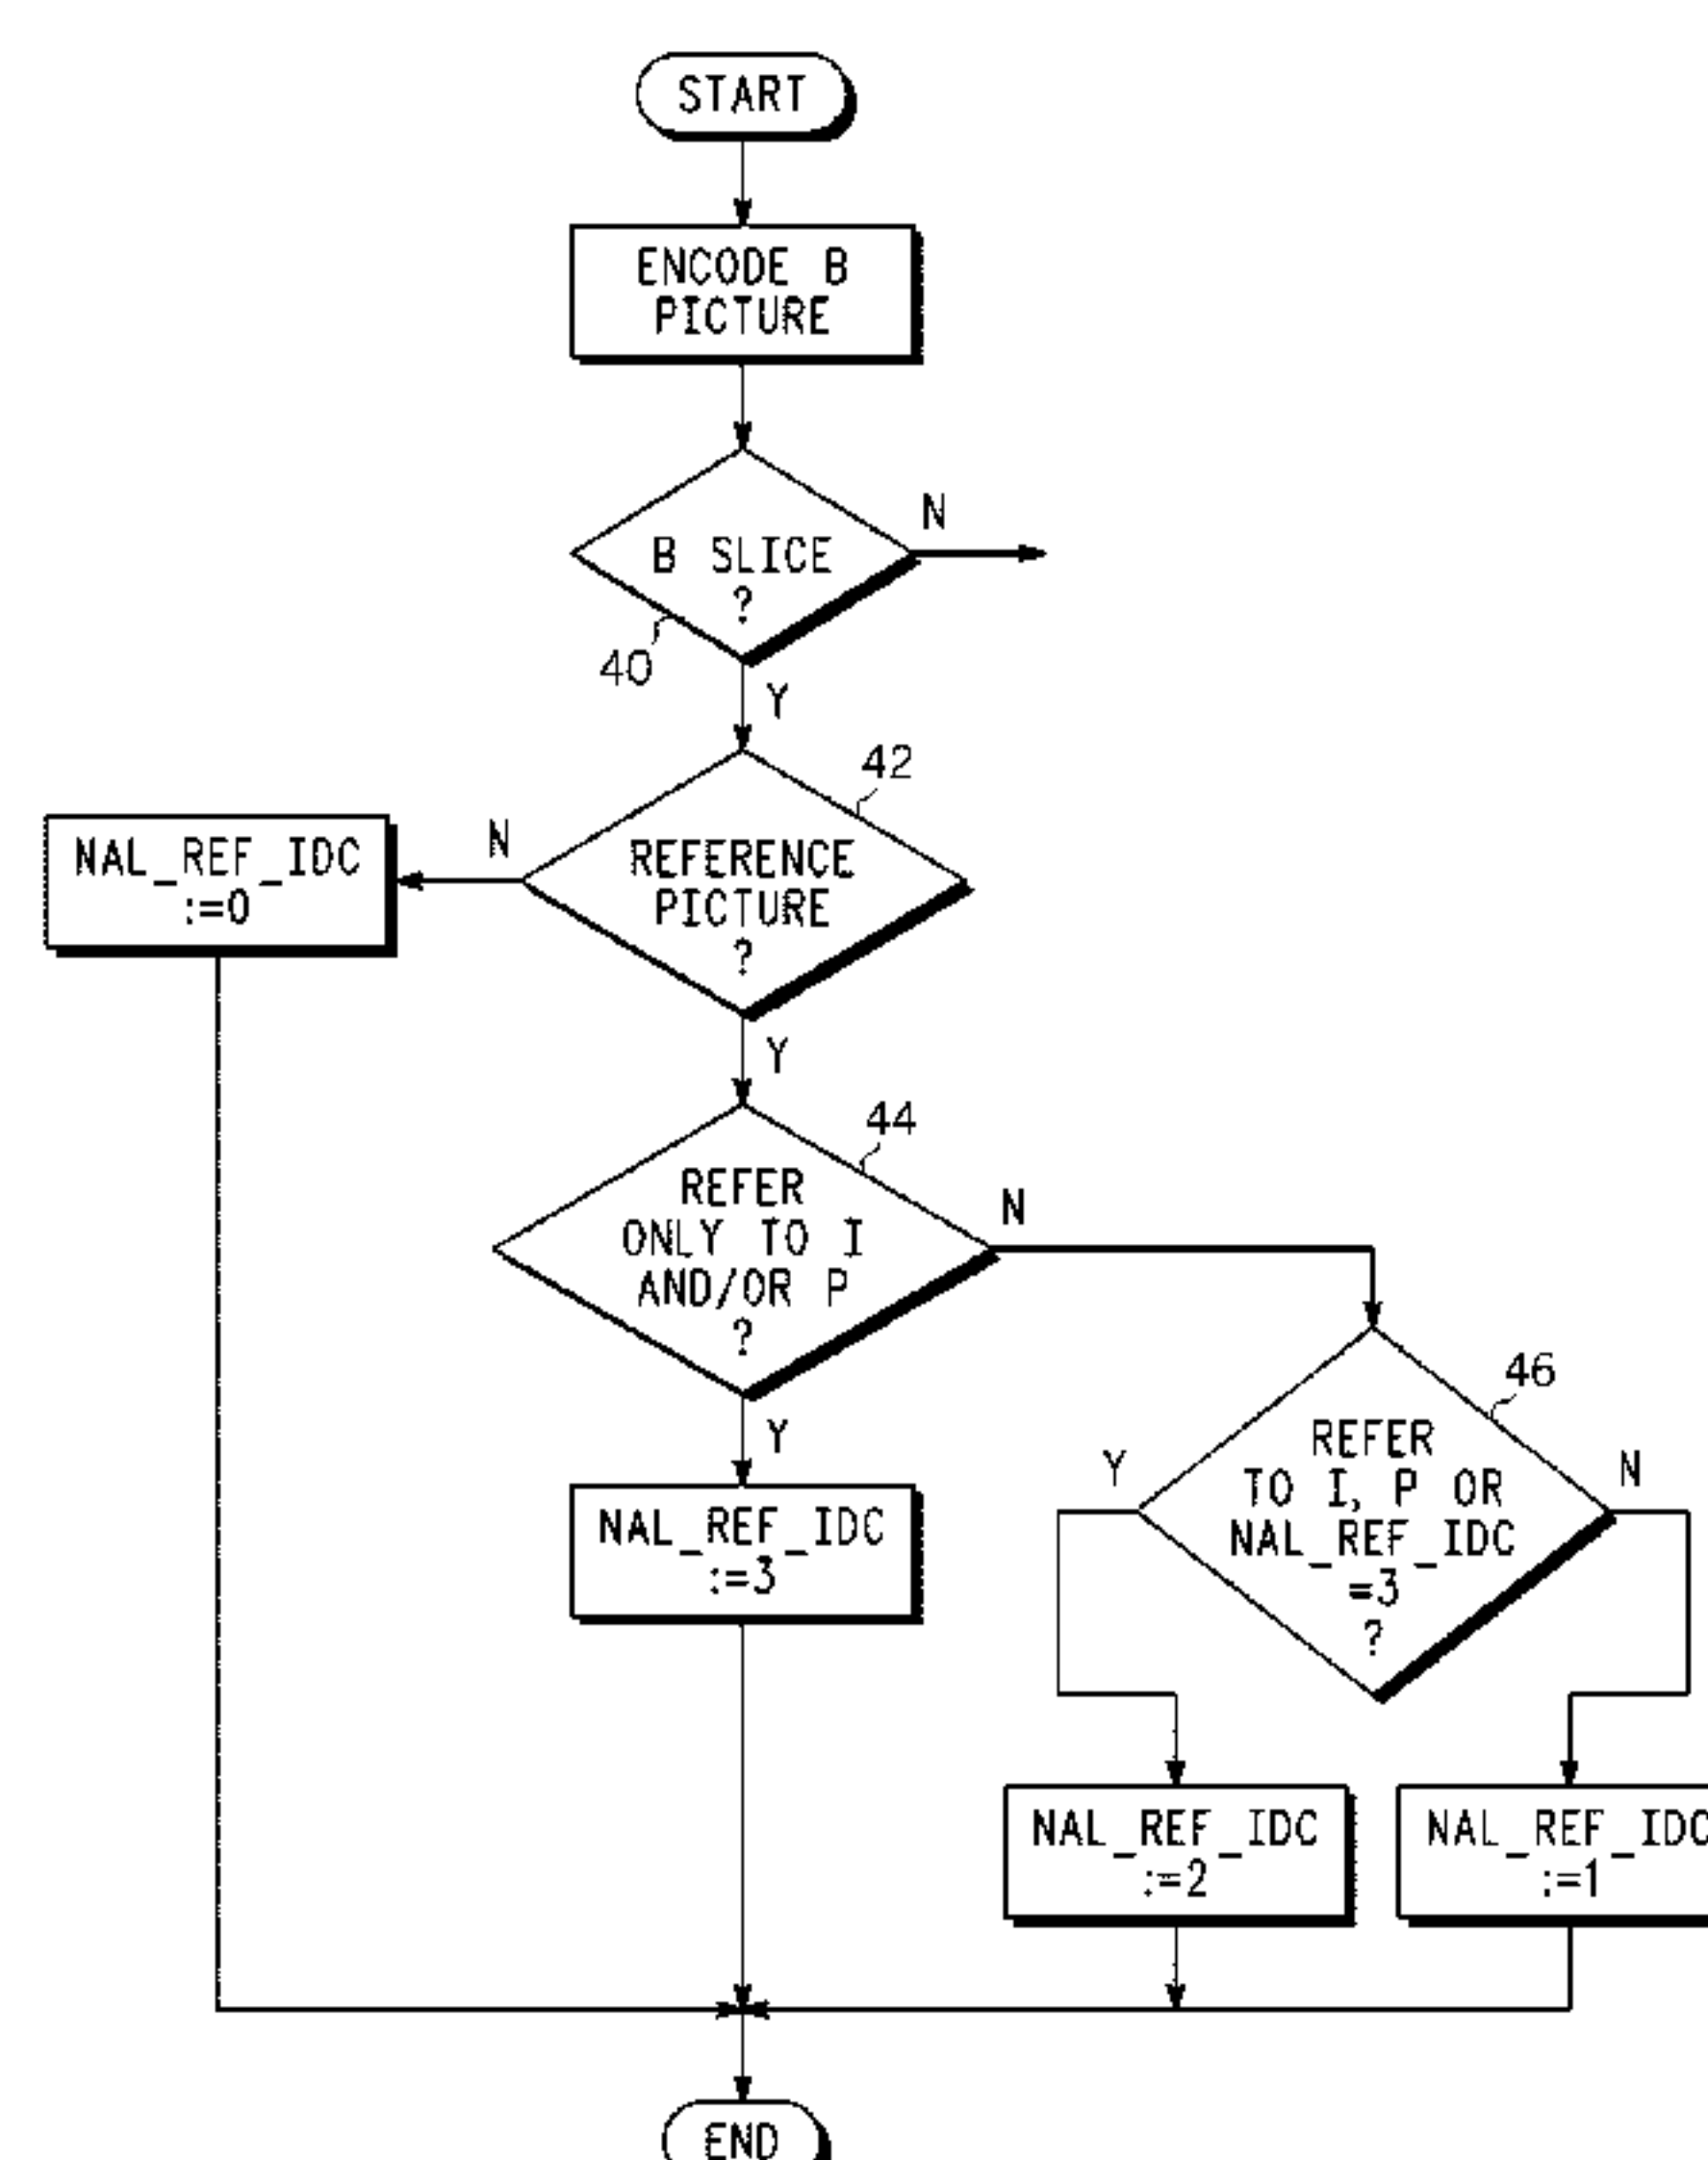 START
ENCODE B
PICTURE
N
B SLICE
?
40
Y
42
N
NAL_REF_IDC
:=0
REFERENCE
PICTURE
?
Y
44
N
REFER
ONLY TO I
AND/OR P
?
46
Y
Y
N
REFER
TO I, P OR
NAL_REF_IDC
=3
?
NAL_REF_IDC
:=3
NAL_REF_IDC
:=2
NAL_REF_IDC
:=1
END